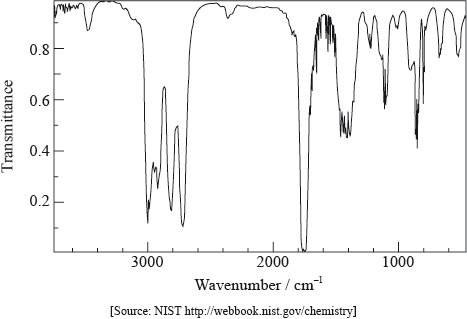 0.8
0.6
0.4
0.2
Transmittance
3000 2000 1000
Wavenumber / cm–1
[Source: NIST http://webbook.nist.gov/chemistry]